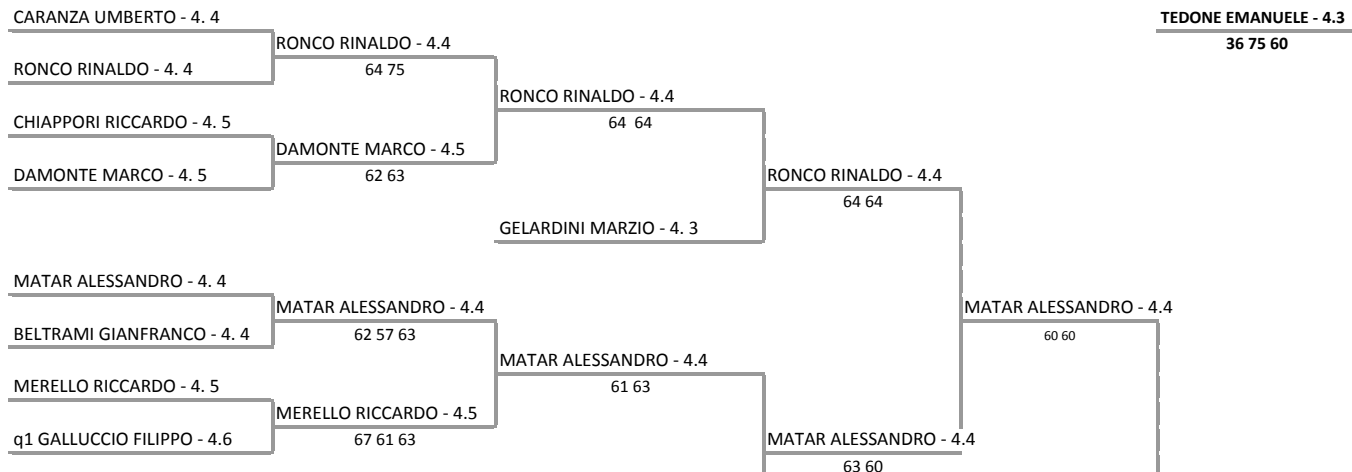 CARANZA UMBERTO - 4. 4
TEDONE EMANUELE - 4.3
RONCO RINALDO - 4.4
36 75 60
RONCO RINALDO - 4. 4
64 75
RONCO RINALDO - 4.4
CHIAPPORI RICCARDO - 4. 5
64 64
DAMONTE MARCO - 4.5
DAMONTE MARCO - 4. 5
62 63
RONCO RINALDO - 4.4
64 64
GELARDINI MARZIO - 4. 3
MATAR ALESSANDRO - 4. 4
MATAR ALESSANDRO - 4.4
MATAR ALESSANDRO - 4.4
BELTRAMI GIANFRANCO - 4. 4
62 57 63
60 60
MATAR ALESSANDRO - 4.4
MERELLO RICCARDO - 4. 5
61 63
MERELLO RICCARDO - 4.5
q1 GALLUCCIO FILIPPO - 4.6
67 61 63
MATAR ALESSANDRO - 4.4
63 60